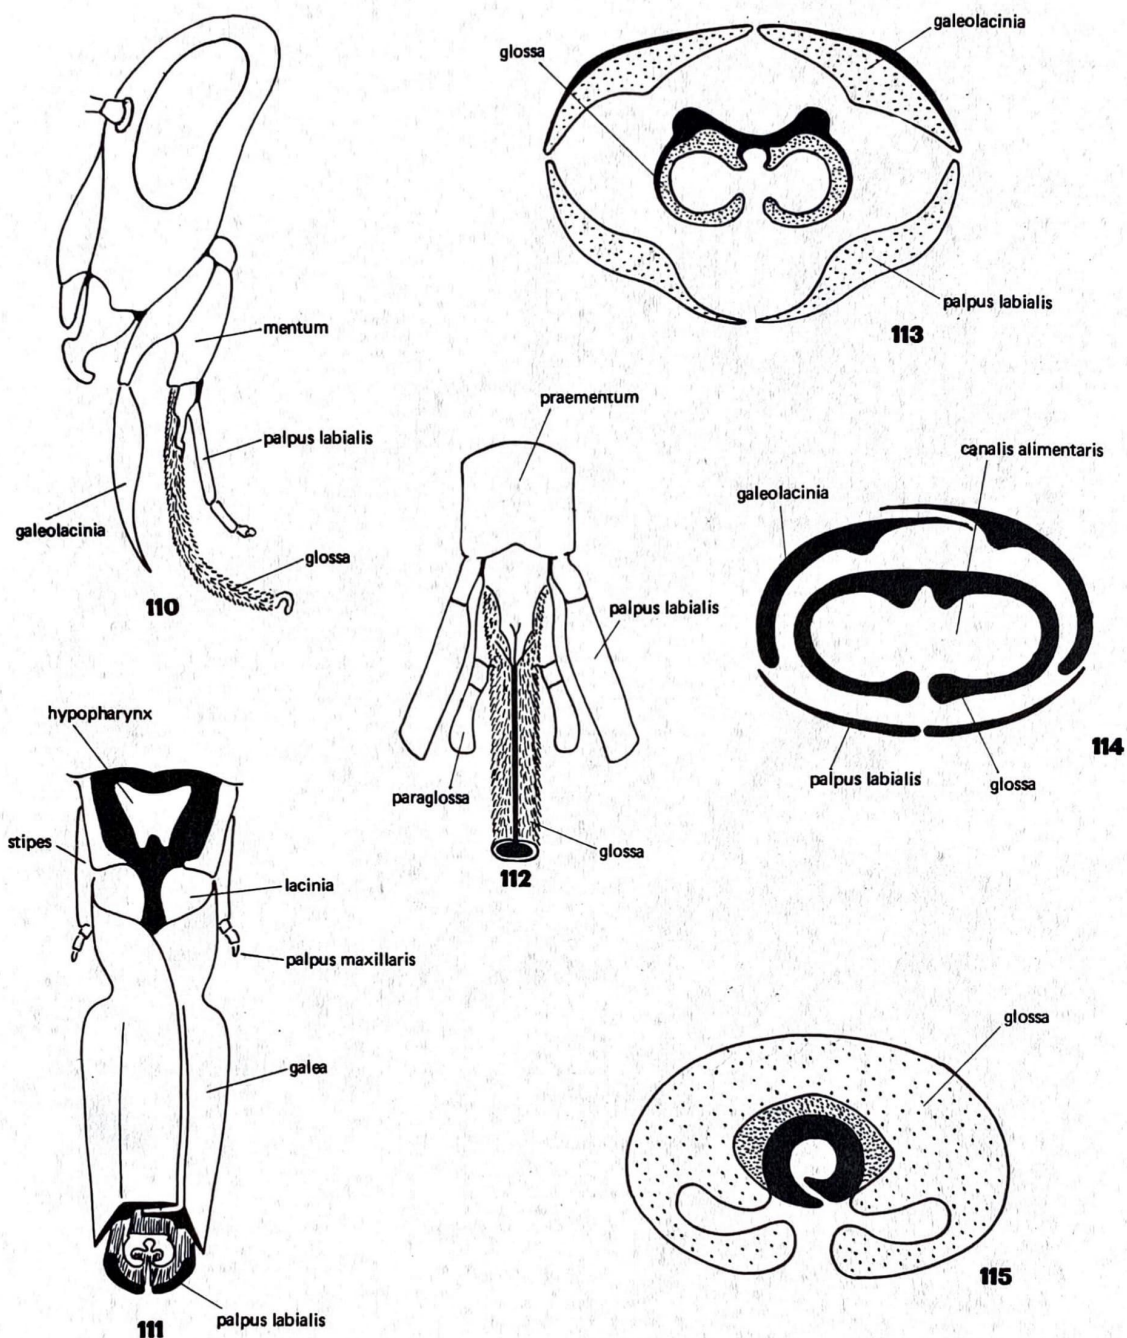 galeolacinia
glossa
palpus labialis
113
mentum
palpus labialis
galeolacinia
glossa
110
praementum
palpus labialis
paraglossa
glossa
112
canalis alimentaris
galeolacinia
palpus labialis
glossa
114
hypopharynx
stipes
lacinia
palpus maxillaris
galea
palpus labialis
111
glossa
115